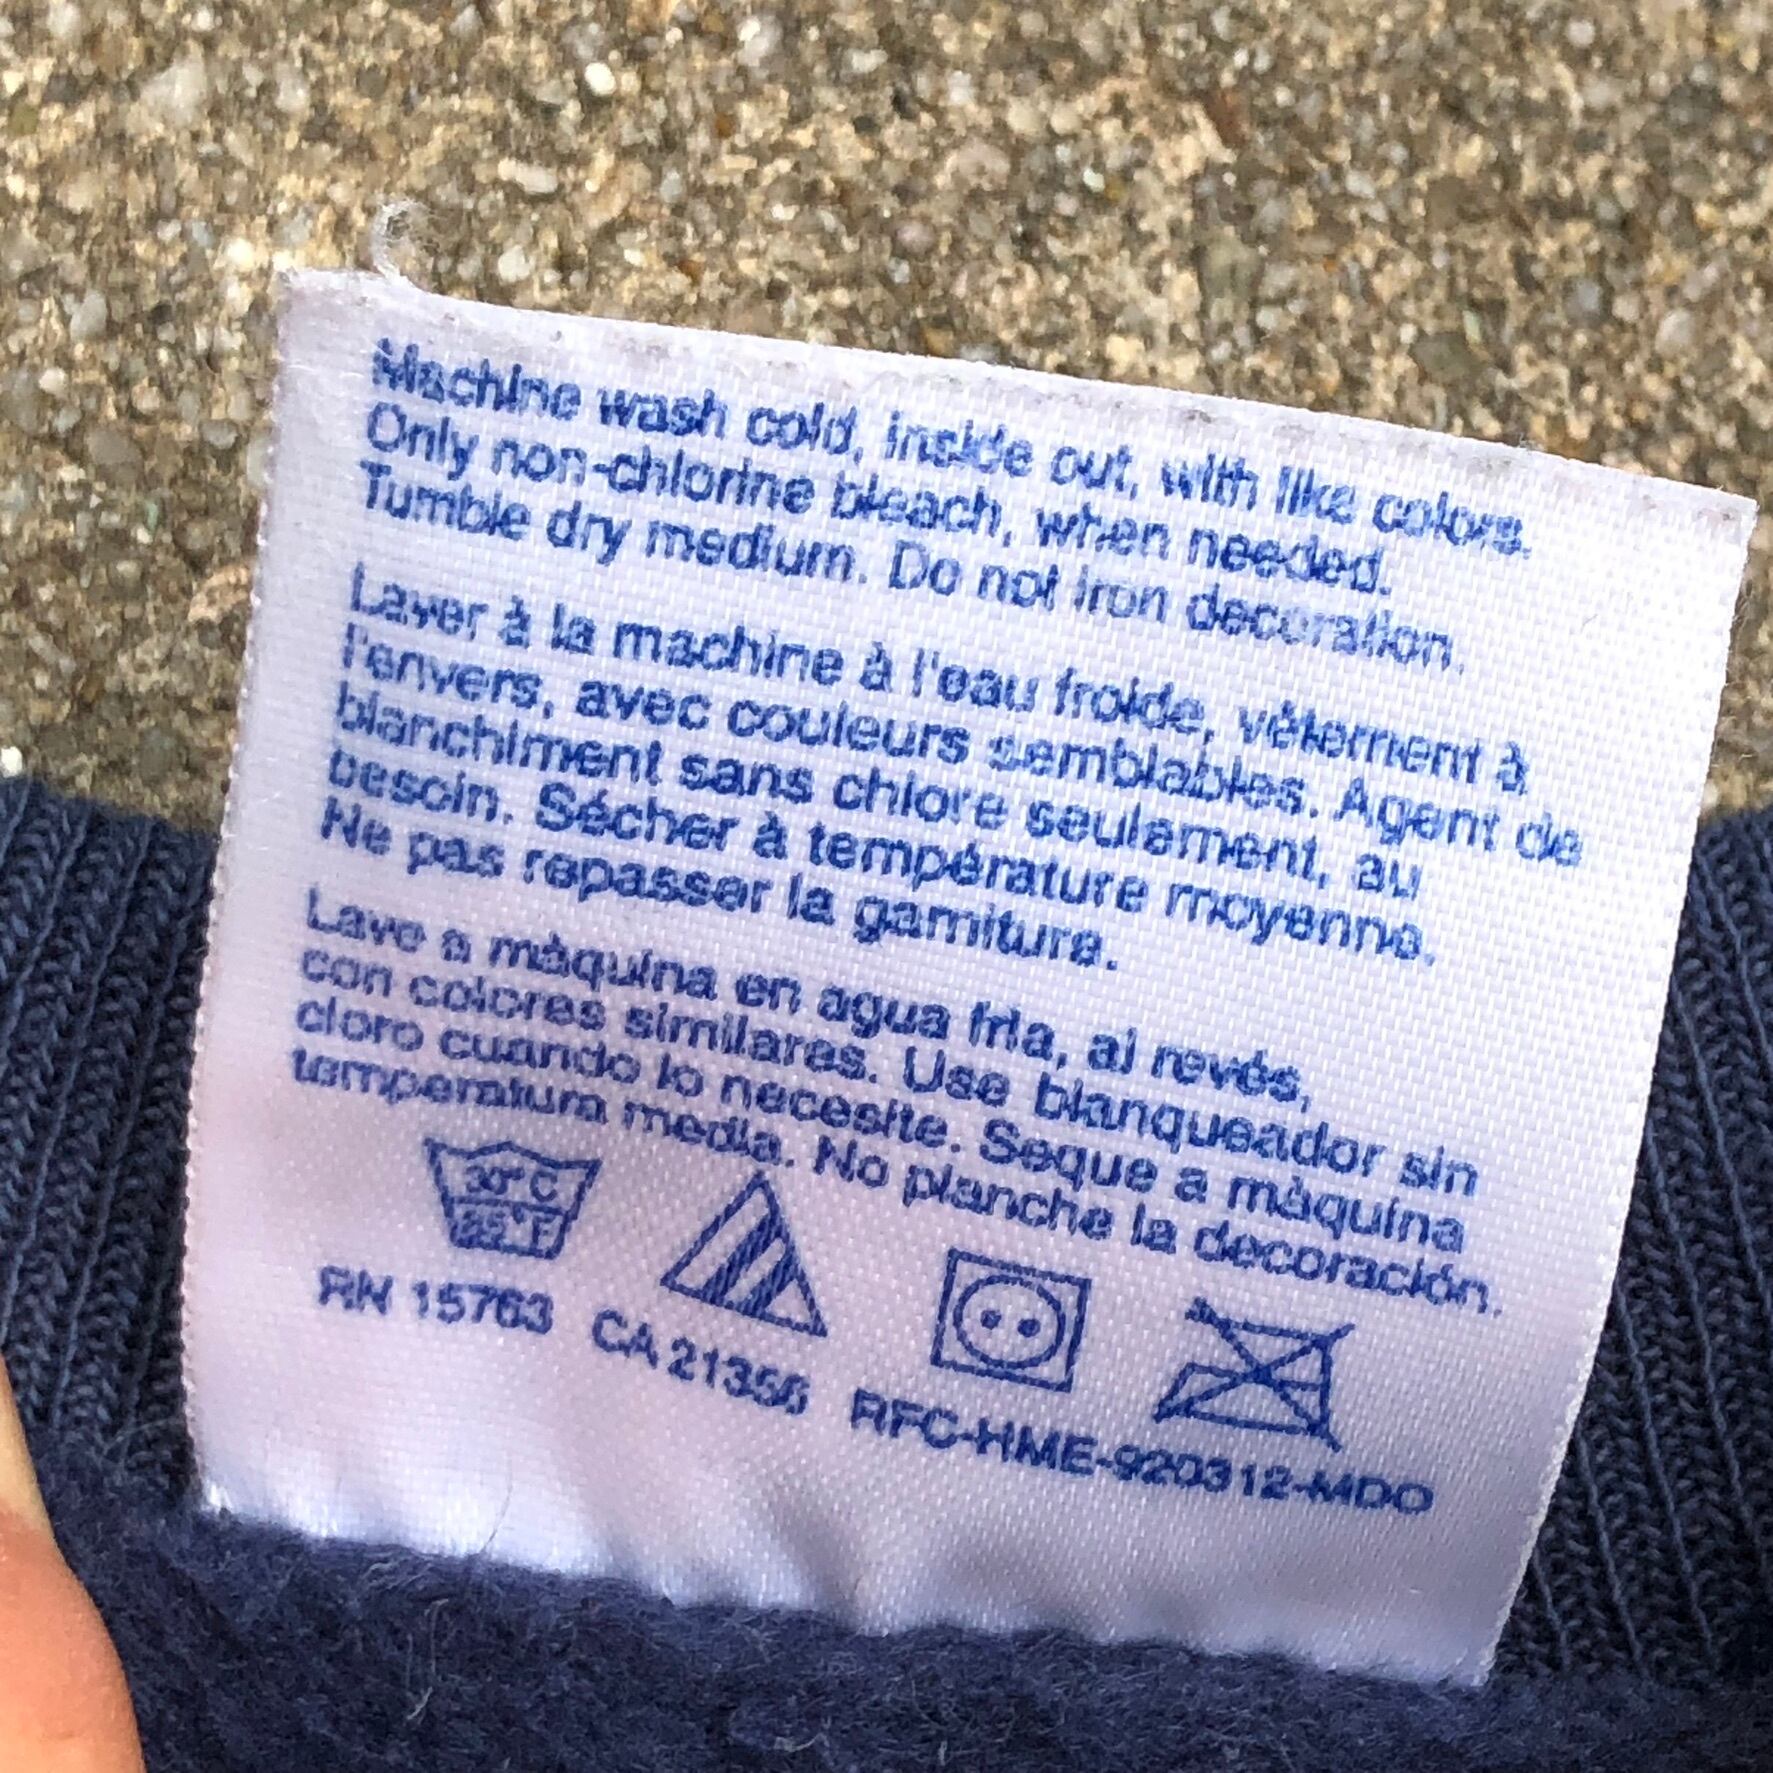 Machine wash cold, inside out, with like colors.
Only non-chlorine bleach, when needed.
Tumble dry medium. Do not iron decoration.
Laver à la machine à l'eau froide, vêtement à
l'envers, avec couleurs semblables. Agent de
blanchiment sans chlore seulement, au
besoin. Sécher à température moyenne.
Ne pas repasser la garniture.
Lave a máquina en agua fría, al revés,
con colores similares. Use blanqueador sin
cloro cuando lo necesite. Seque a máquina
temperatura media. No planche la decoración.
30°C
85°F
RN 15763 CA 21356 RFC-HME-920312-MDO